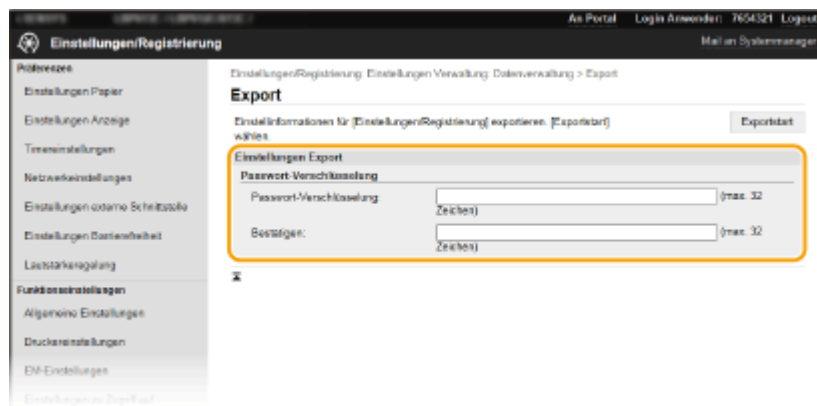 An Portal Login Anwender: 7654321 Logout
Einstellungen/Registrierung
Mail an Systemmanager
Präferenzen
Einstellungen Papier
Einstellungen Anzeige
Timereinstellungen
Netzwerkeinstellungen
Einstellungen externe Schnittstelle
Einstellungen Barrierefreiheit
Lautstärkeregelung
Funktionseinstellungen
Allgemeine Einstellungen
Druckereinstellungen
EM-Einstellungen
Einstellungen/Registrierung: Einstellungen Verwaltung: Datenverwaltung > Export
Export
Einstellinformationen für [Einstellungen/Registrierung] exportieren. [Exportstart]
wählen.
Exportstart
Einstellungen Export
Passwort-Verschlüsselung
Passwort-Verschlüsselung:
(max. 32
Zeichen)
Bestätigen:
(max. 32
Zeichen)